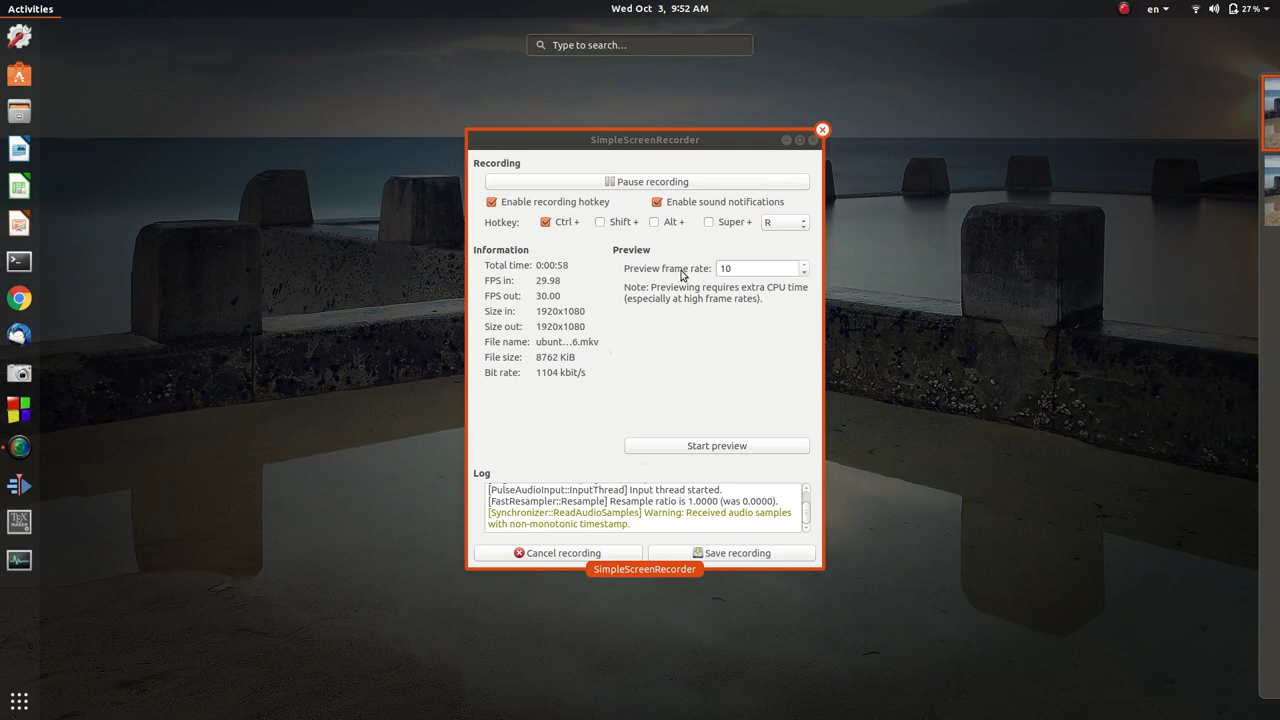 Activities
Wed Oct 3, 9:52 AM
en
27 %
Type to search…
SimpleScreenRecorder
Recording
Pause recording
Enable recording hotkey
Enable sound notifications
Hotkey: Ctrl + Shift + Alt + Super + R
Information
Preview
Total time: 0:00:58
Preview frame rate: 10
FPS in: 29.98
Note: Previewing requires extra CPU time
(especially at high frame rates).
FPS out: 30.00
Size in: 1920x1080
Size out: 1920x1080
File name: ubunt…6.mkv
File size: 8762 KiB
Bit rate: 1104 kbit/s
Start preview
Log
[PulseAudioInput::InputThread] Input thread started.
[FastResampler::Resample] Resample ratio is 1.0000 (was 0.0000).
[Synchronizer::ReadAudioSamples] Warning: Received audio samples
with non-monotonic timestamp.
Cancel recording
Save recording
SimpleScreenRecorder